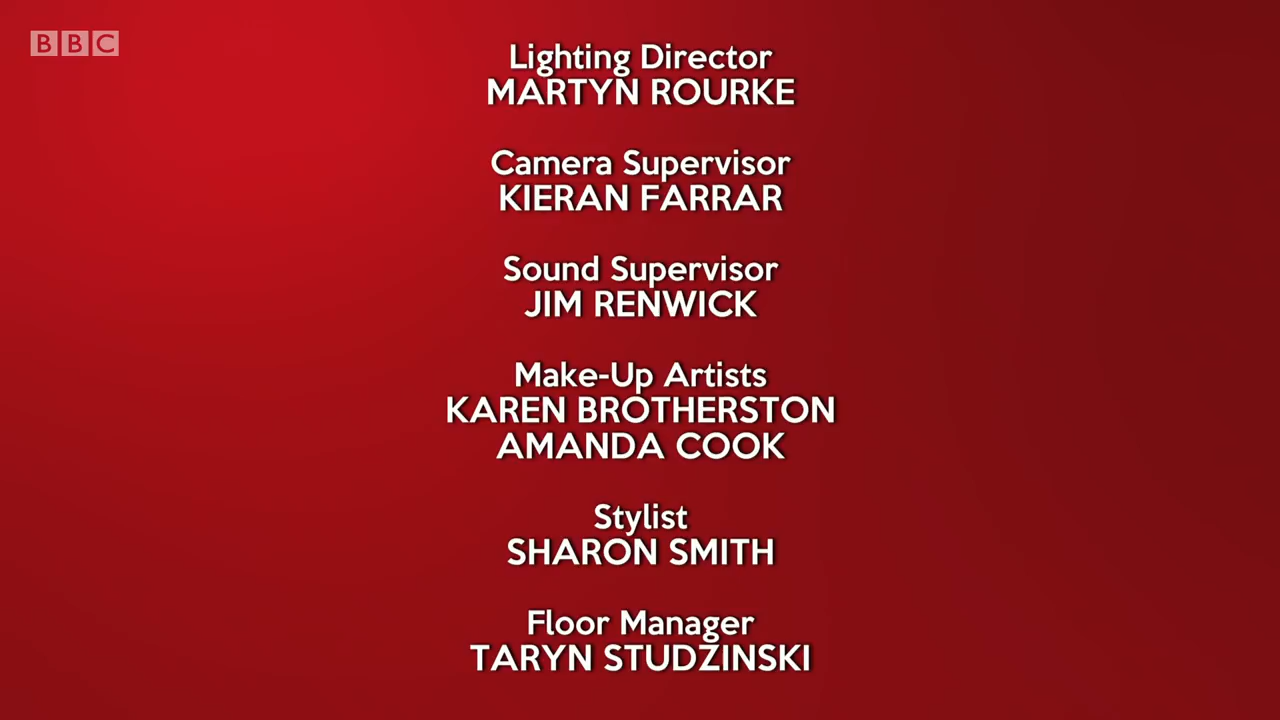 BBC
Lighting Director
MARTYN ROURKE
Camera Supervisor
KIERAN FARRAR
Sound Supervisor
JIM RENWICK
Make-Up Artists
KAREN BROTHERSTON
AMANDA COOK
Stylist
SHARON SMITH
Floor Manager
TARYN STUDZINSKI